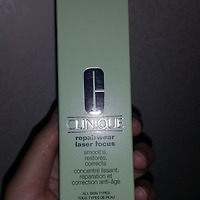 CLINIQUE
repairwear
laser focus
smooths,
restores,
corrects
concentré lissant,
réparation et
correction anti-âge
ALL SKIN TYPES
TOUS TYPES DE PEAU